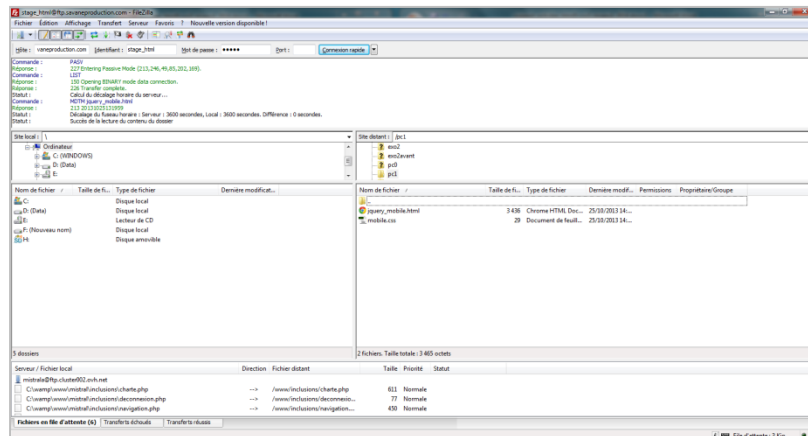 stage_html@ftp.savaneproduction.com - FileZilla
Fichier Édition Affichage Transfert Serveur Favoris ? Nouvelle version disponible !
Hôte : vaneproduction.com Identifiant : stage_html Mot de passe : ••••• Port : Connexion rapide
Commande : PASV
Réponse : 227 Entering Passive Mode (213,246,49,85,202,169).
Commande : LIST
Réponse : 150 Opening BINARY mode data connection.
Réponse : 226 Transfer complete.
Statut : Calcul du décalage horaire du serveur...
Commande : MDTM jquery_mobile.html
Réponse : 213 20131025131939
Statut : Décalage du fuseau horaire : Serveur : 3600 secondes, Local : 3600 secondes. Différence : 0 secondes.
Statut : Succès de la lecture du contenu du dossier
Site local : \
Ordinateur
C: (WINDOWS)
D: (Data)
E:
Site distant : /pc1
exo2
exo2avant
pc0
pc1
Nom de fichier Taille de fi... Type de fichier Dernière modificat...
C: Disque local
D: (Data) Disque local
E: Lecteur de CD
F: (Nouveau nom) Disque local
H: Disque amovible
5 dossiers
Nom de fichier Taille de fi... Type de fichier Dernière modif... Permissions Propriétaire/Groupe
..
jquery_mobile.html 3 436 Chrome HTML Doc... 25/10/2013 14:...
mobile.css 29 Document de feuill... 25/10/2013 14:...
2 fichiers. Taille totale : 3 465 octets
Serveur / Fichier local Direction Fichier distant Taille Priorité Statut
mistrale@ftp.cluster002.ovh.net
C:\wamp\www\mistral\inclusions\charte.php --> /www/inclusions/charte.php 611 Normale
C:\wamp\www\mistral\inclusions\deconnexion.php --> /www/inclusions/deconnexio... 77 Normale
C:\wamp\www\mistral\inclusions\navigation.php --> /www/inclusions/navigation.... 450 Normale
Fichiers en file d'attente (6) Transferts échoués Transferts réussis